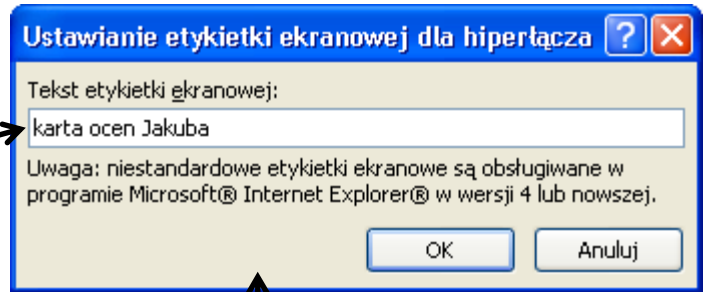 Ustawianie etykietki ekranowej dla hiperłącza
Tekst etykietki ekranowej:
karta ocen Jakuba
Uwaga: niestandardowe etykietki ekranowe są obsługiwane w
programie Microsoft® Internet Explorer® w wersji 4 lub nowszej.
OK Anuluj